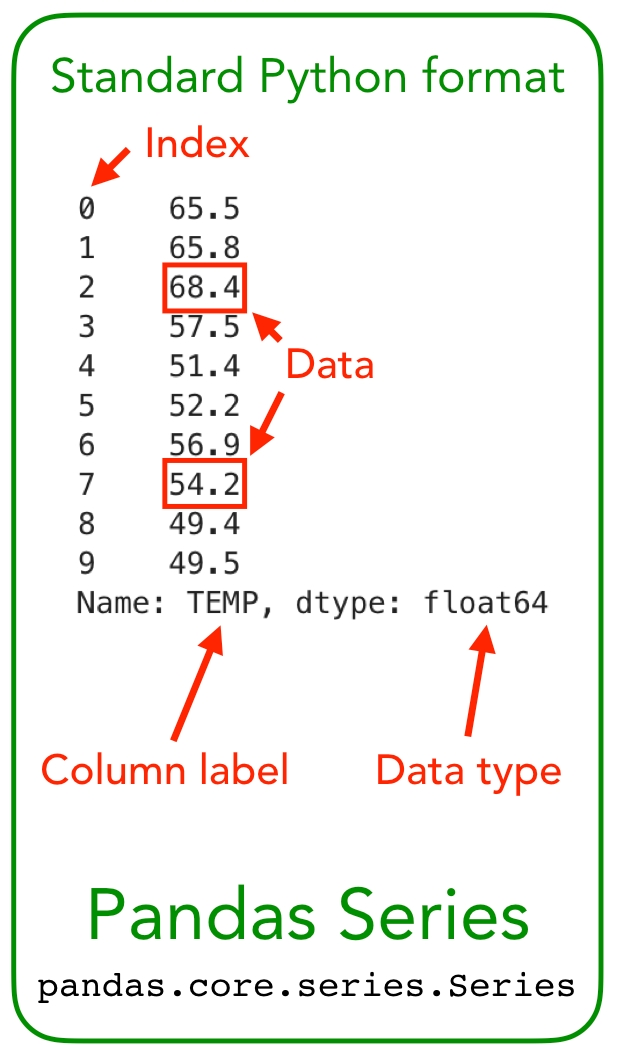 Standard Python format
Index
0 65.5
1 65.8
2 68.4
3 57.5
4 51.4
Data
5 52.2
6 56.9
7 54.2
8 49.4
9 49.5
Name: TEMP, dtype: float64
Column label Data type
Pandas Series
pandas.core.series.Series